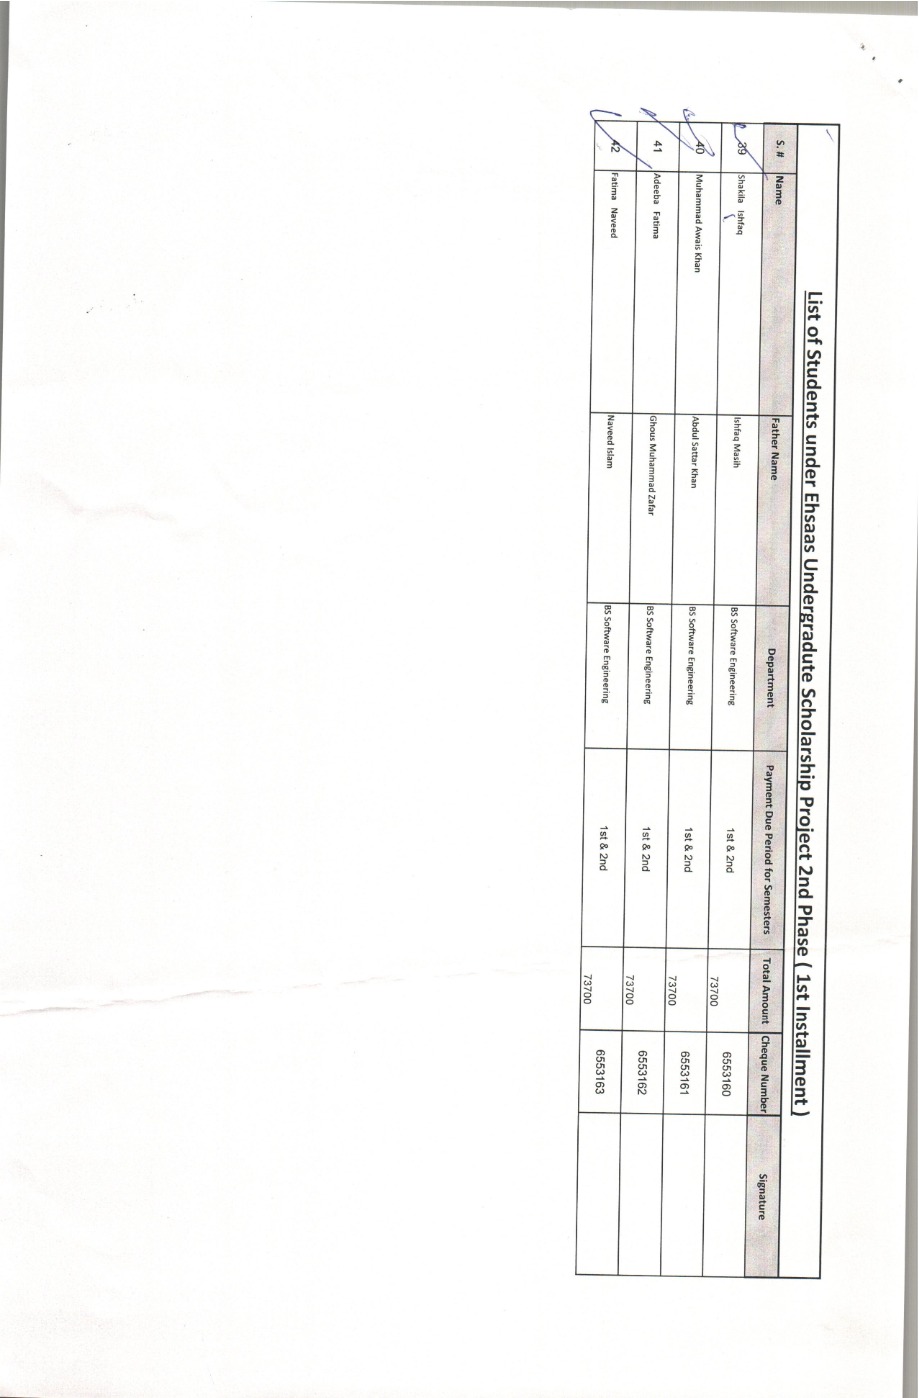 List of Students under Ehsaas Undergradute Scholarship Project 2nd Phase ( 1st Installment )
S. # Name Father Name Department Payment Due Period for Semesters Total Amount Cheque Number Signature
39 Shakila Ishfaq Ishfaq Masih BS Software Engineering 1st & 2nd 73700 6553160
40 Muhammad Awais Khan Abdul Sattar Khan BS Software Engineering 1st & 2nd 73700 6553161
41 Adeeba Fatima Ghous Muhammad Zafar BS Software Engineering 1st & 2nd 73700 6553162
42 Fatima Naveed Naveed Islam BS Software Engineering 1st & 2nd 73700 6553163